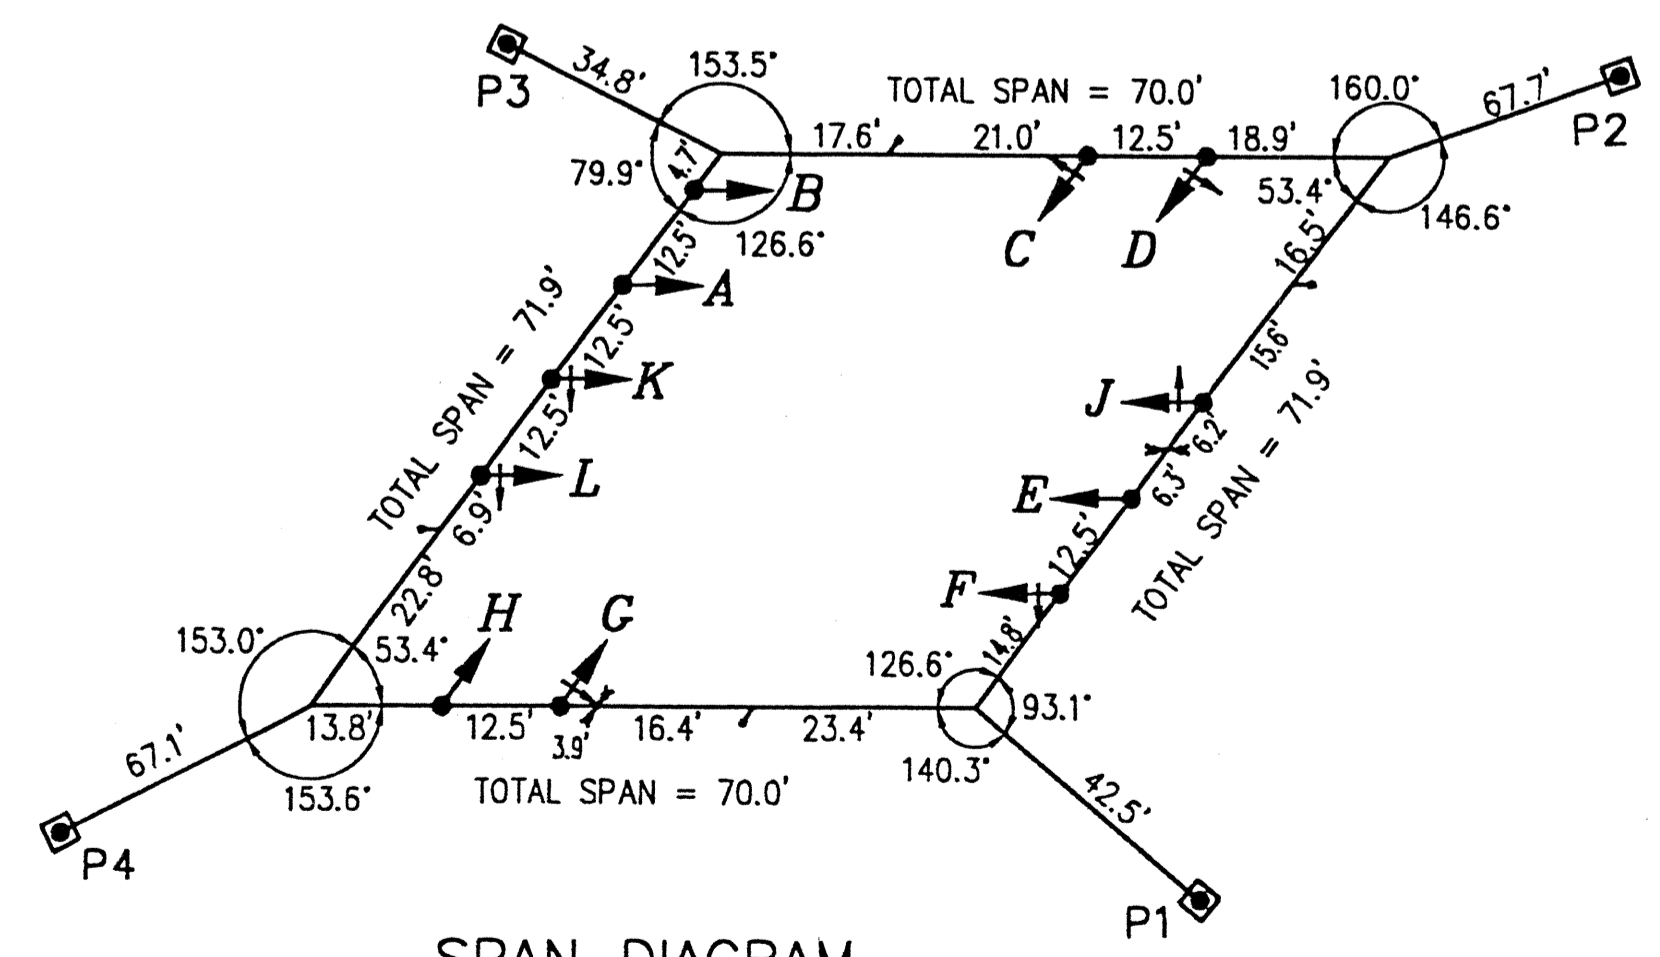 P3
34.8'
153.5°
TOTAL SPAN = 70.0'
160.0°
67.7'
P2
17.6'
21.0'
12.5'
18.9'
79.9°
4.7'
B
126.6°
C
D
53.4°
146.6°
12.5'
A
16.5'
TOTAL SPAN = 71.9'
12.5'
K
15.6'
J
12.5'
L
6.2'
E
6.3'
TOTAL SPAN = 71.9'
6.9'
12.5'
F
22.8'
H
G
14.8'
153.0°
53.4°
126.6°
93.1°
13.8'
12.5'
3.9'
16.4'
23.4'
67.1'
153.6°
TOTAL SPAN = 70.0'
140.3°
42.5'
P4
P1
SPAN DIAGRAM